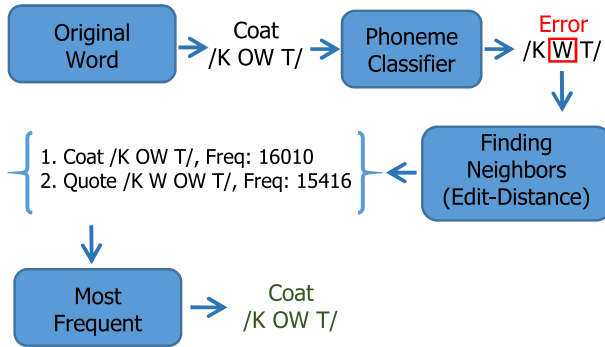 Original
Word
Coat
/K OW T/
Phoneme
Classifier
Error
/K W T/
Finding
Neighbors
(Edit-Distance)
1. Coat /K OW T/, Freq: 16010
2. Quote /K W OW T/, Freq: 15416
Most
Frequent
Coat
/K OW T/